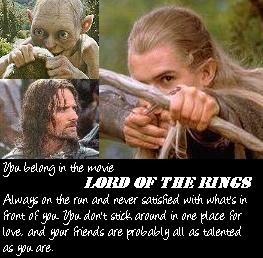 You belong in the movie
LORD OF THE RINGS
Always on the run and never satisfied with what's in
front of you. You don't stick around in one place for
love, and your friends are probably all as talented
as you are.